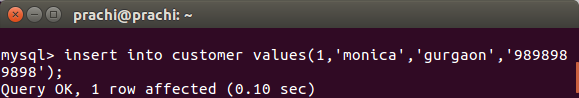 prachi@prachi: ~
mysql> insert into customer values(1,'monica','gurgaon','989898
9898');
Query OK, 1 row affected (0.10 sec)